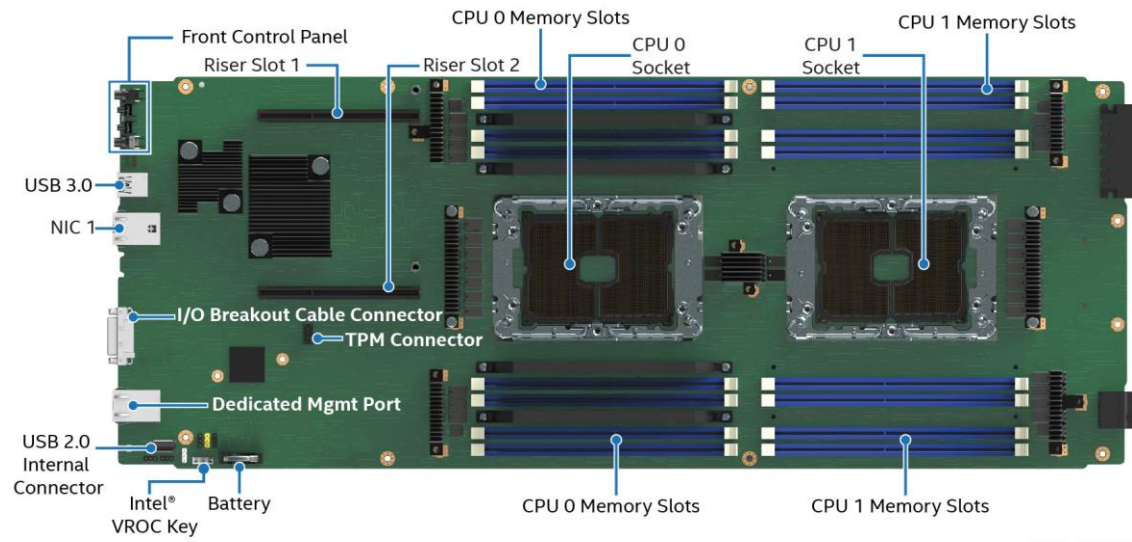 CPU 0 Memory Slots
CPU 1 Memory Slots
Front Control Panel
CPU 0
Socket
CPU 1
Socket
Riser Slot 1
Riser Slot 2
USB 3.0
NIC 1
I/O Breakout Cable Connector
TPM Connector
Dedicated Mgmt Port
USB 2.0
Internal
Connector
Intel®
VROC Key
Battery
CPU 0 Memory Slots
CPU 1 Memory Slots